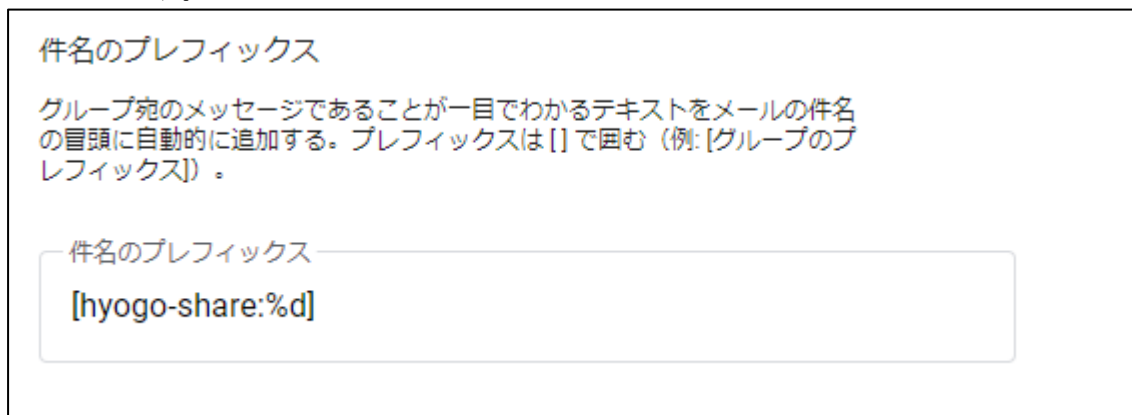 件名のプレフィックス
グループ宛のメッセージであることが一目でわかるテキストをメールの件名
の冒頭に自動的に追加する。プレフィックスは [] で囲む（例: [グループのプ
レフィックス]）。
件名のプレフィックス
[hyogo-share:%d]